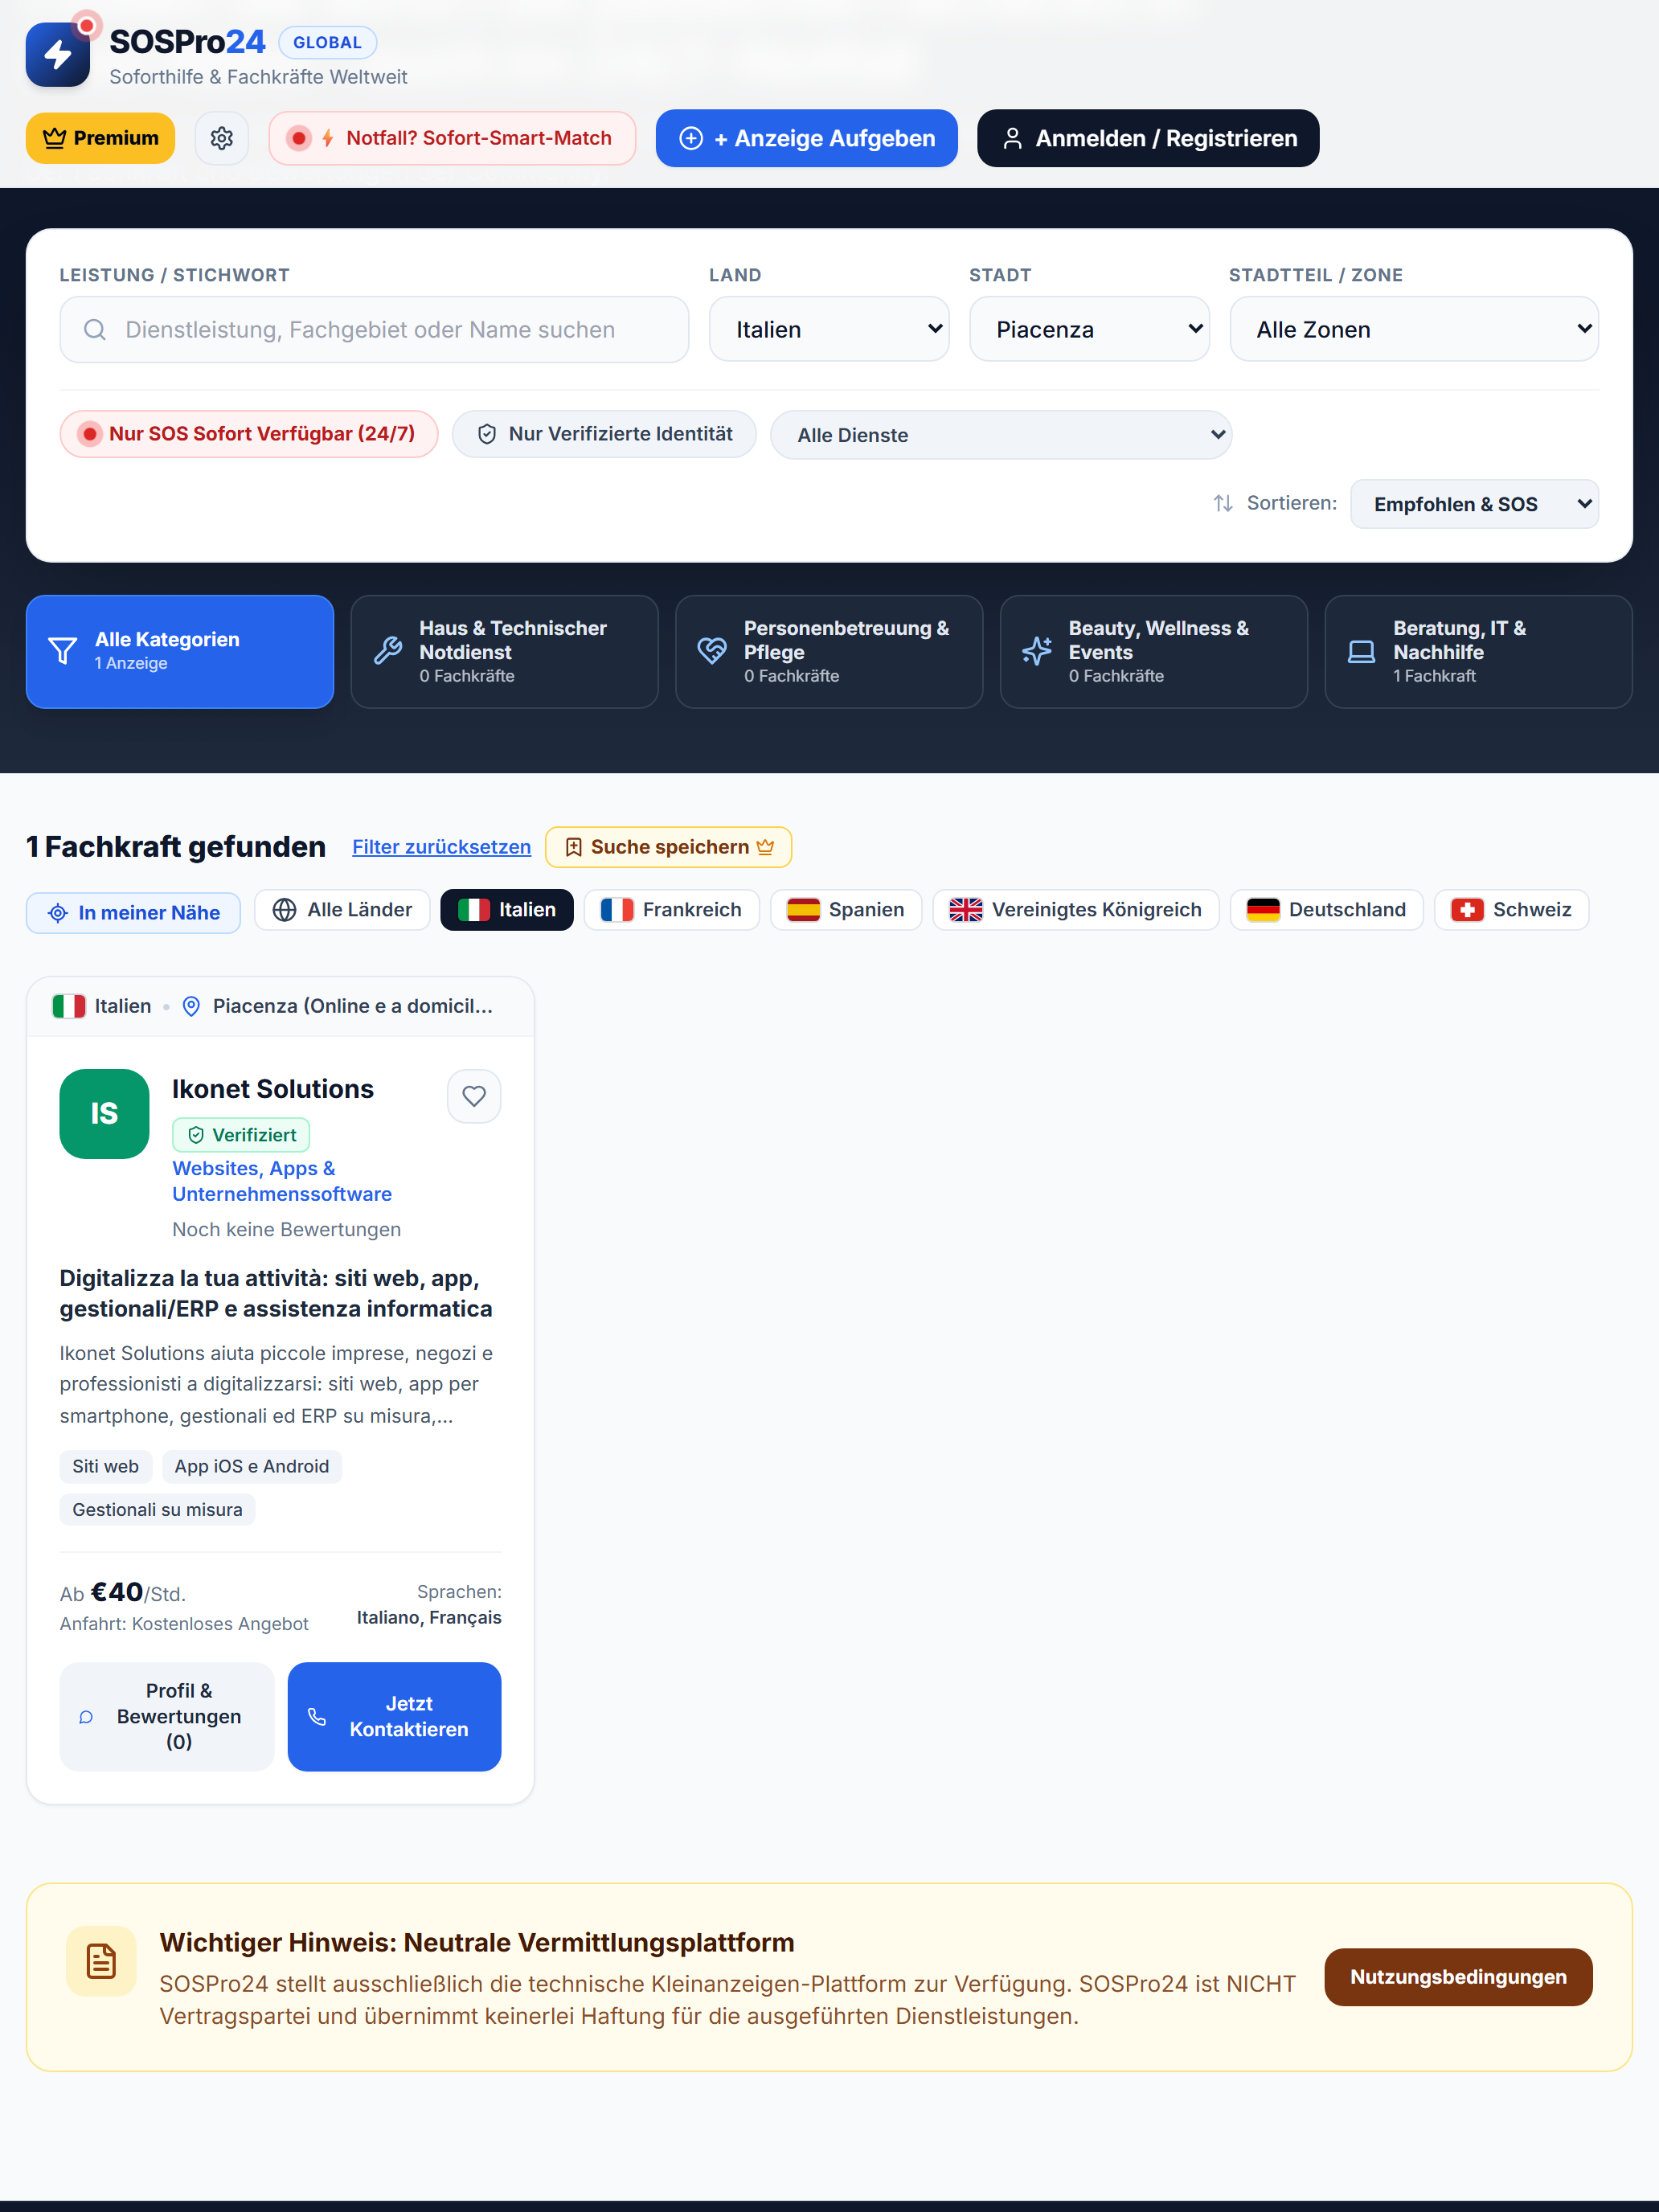 SOSPro24 GLOBAL
Soforthilfe & Fachkräfte Weltweit
Premium
Notfall? Sofort-Smart-Match
+ Anzeige Aufgeben
Anmelden / Registrieren
LEISTUNG / STICHWORT
Dienstleistung, Fachgebiet oder Name suchen
LAND
Italien
STADT
Piacenza
STADTTEIL / ZONE
Alle Zonen
Nur SOS Sofort Verfügbar (24/7)
Nur Verifizierte Identität
Alle Dienste
Sortieren:
Empfohlen & SOS
Alle Kategorien
1 Anzeige
Haus & Technischer
Notdienst
0 Fachkräfte
Personenbetreuung &
Pflege
0 Fachkräfte
Beauty, Wellness &
Events
0 Fachkräfte
Beratung, IT &
Nachhilfe
1 Fachkraft
1 Fachkraft gefunden
Filter zurücksetzen
Suche speichern
In meiner Nähe
Alle Länder
Italien
Frankreich
Spanien
Vereinigtes Königreich
Deutschland
Schweiz
Italien • Piacenza (Online e a domicil...
IS
Ikonet Solutions
Verifiziert
Websites, Apps &
Unternehmenssoftware
Noch keine Bewertungen
Digitalizza la tua attività: siti web, app,
gestionali/ERP e assistenza informatica
Ikonet Solutions aiuta piccole imprese, negozi e
professionisti a digitalizzarsi: siti web, app per
smartphone, gestionali ed ERP su misura,...
Siti web
App iOS e Android
Gestionali su misura
Ab €40/Std.
Anfahrt: Kostenloses Angebot
Sprachen:
Italiano, Français
Profil &
Bewertungen
(0)
Jetzt
Kontaktieren
Wichtiger Hinweis: Neutrale Vermittlungsplattform
SOSPro24 stellt ausschließlich die technische Kleinanzeigen-Plattform zur Verfügung. SOSPro24 ist NICHT
Vertragspartei und übernimmt keinerlei Haftung für die ausgeführten Dienstleistungen.
Nutzungsbedingungen